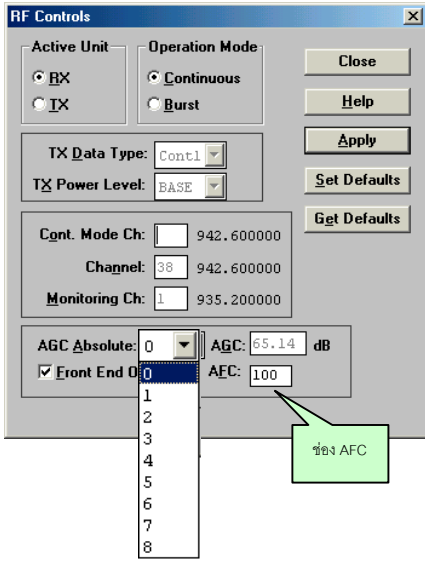 RF Controls
Active Unit
RX
TX
Operation Mode
Continuous
Burst
Close
Help
Apply
Set Defaults
Get Defaults
TX Data Type: Cont1
TX Power Level: BASE
Cont. Mode Ch: 942.600000
Channel: 38 942.600000
Monitoring Ch: 1 935.200000
AGC Absolute: 0 AGC: 65.14 dB
Front End O AFC: 100
0
1
2
3
4
5
6
7
8
ช่อง AFC